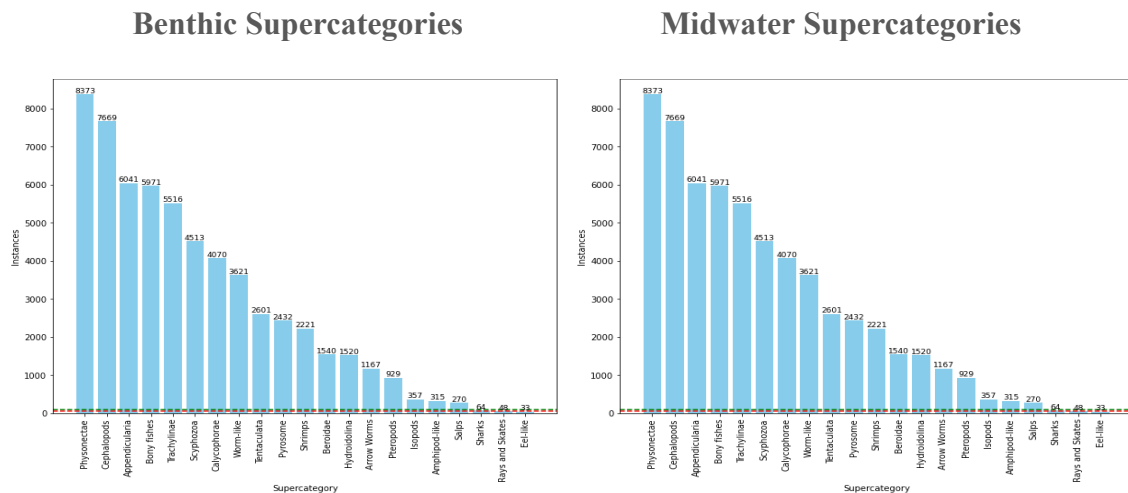 Benthic Supercategories
8373
7669
6041
5971
5516
4513
4070
3621
2601
2432
2221
1540
1520
1167
929
357
315
270
64
48
33
8000
7000
6000
5000
4000
3000
2000
1000
0
Instances
Physonectae
Cephalopods
Appendicularia
Bony fishes
Trachylinae
Scyphozoa
Calycophorae
Worm-like
Tentaculata
Pyrosome
Shrimps
Beroidae
Hydroidolina
Arrow Worms
Pteropods
Isopods
Amphipod-like
Salps
Sharks
Rays and Skates
Eel-like
Supercategory
Midwater Supercategories
8373
7669
6041
5971
5516
4513
4070
3621
2601
2432
2221
1540
1520
1167
929
357
315
270
64
48
33
8000
7000
6000
5000
4000
3000
2000
1000
0
Instances
Physonectae
Cephalopods
Appendicularia
Bony fishes
Trachylinae
Scyphozoa
Calycophorae
Worm-like
Tentaculata
Pyrosome
Shrimps
Beroidae
Hydroidolina
Arrow Worms
Pteropods
Isopods
Amphipod-like
Salps
Sharks
Rays and Skates
Eel-like
Supercategory